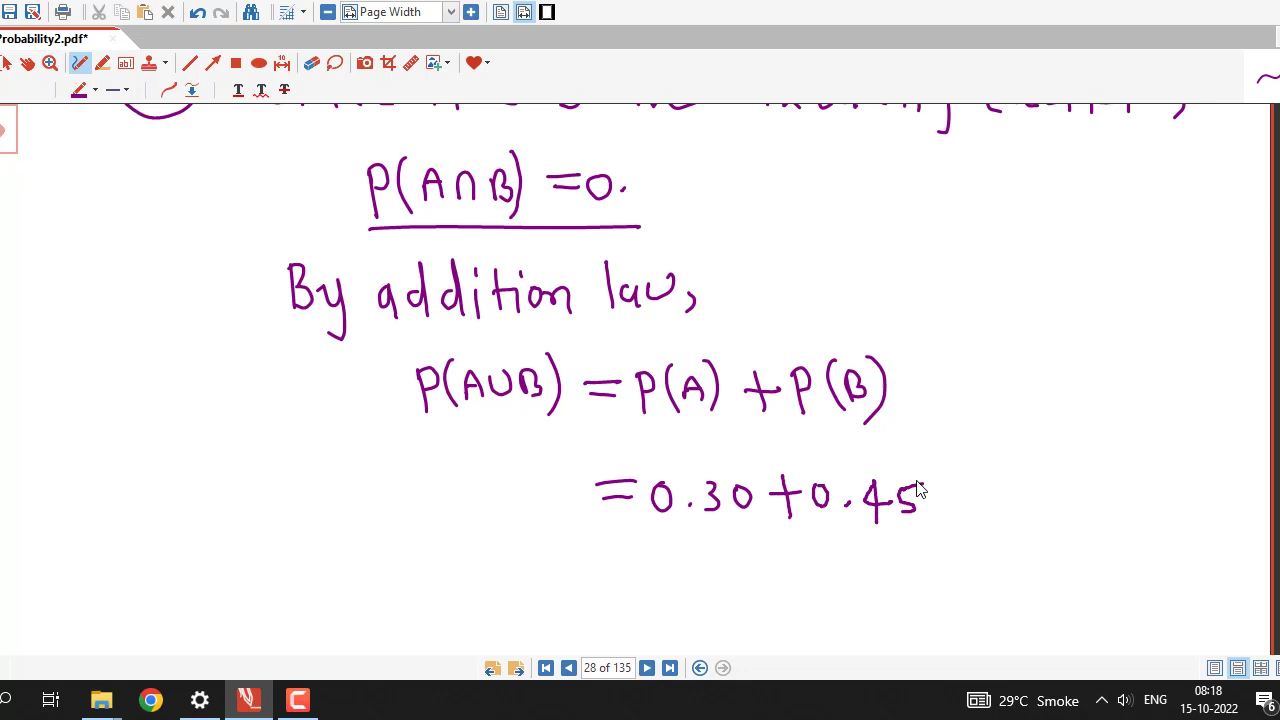 Page Width
Probability2.pdf*
P(A∩B) = 0.
By addition law,
P(A∪B) = P(A) + P(B)
= 0.30 + 0.45
28 of 135
29°C Smoke
ENG
08:18
15-10-2022
6